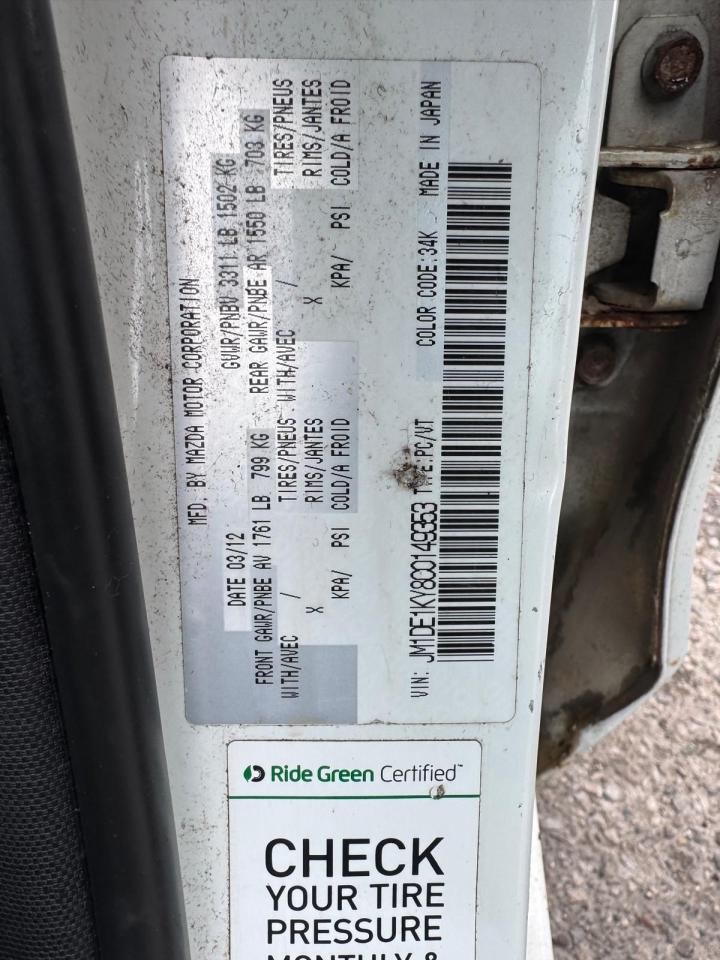 MFD. BY MAZDA MOTOR CORPORATION
DATE 03/12 GVWR/PNBV 3311 LB 1502 KG
FRONT GAWR/PNBE AV 1761 LB 799 KG REAR GAWR/PNBE AR 1550 LB 703 KG
WITH/AVEC / TIRES/PNEUS WITH/AVEC / TIRES/PNEUS
X RIMS/JANTES X RIMS/JANTES
KPA/ PSI COLD/A FROID KPA/ PSI COLD/A FROID
VIN: JM1DE1KY8C0149353 TYPE:PC/VT COLOR CODE:34K MADE IN JAPAN
Ride Green Certified™
CHECK
YOUR TIRE
PRESSURE
MONTHLY &